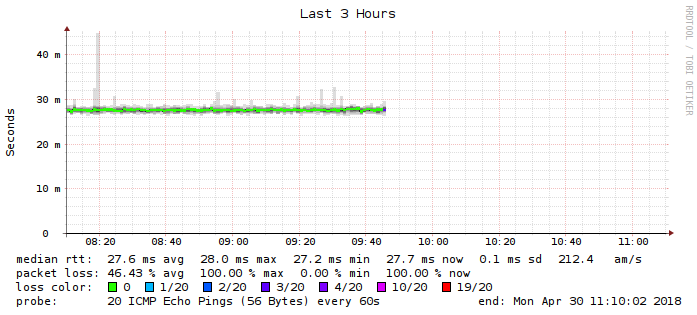 Last 3 Hours
RRDTOOL / TOBI OETIKER
Seconds
40 m
30 m
20 m
10 m
0
08:20 08:40 09:00 09:20 09:40 10:00 10:20 10:40 11:00
median rtt: 27.6 ms avg 28.0 ms max 27.2 ms min 27.7 ms now 0.1 ms sd 212.4 am/s
packet loss: 46.43 % avg 100.00 % max 0.00 % min 100.00 % now
loss color: 0 1/20 2/20 3/20 4/20 10/20 19/20
probe: 20 ICMP Echo Pings (56 Bytes) every 60s end: Mon Apr 30 11:10:02 2018